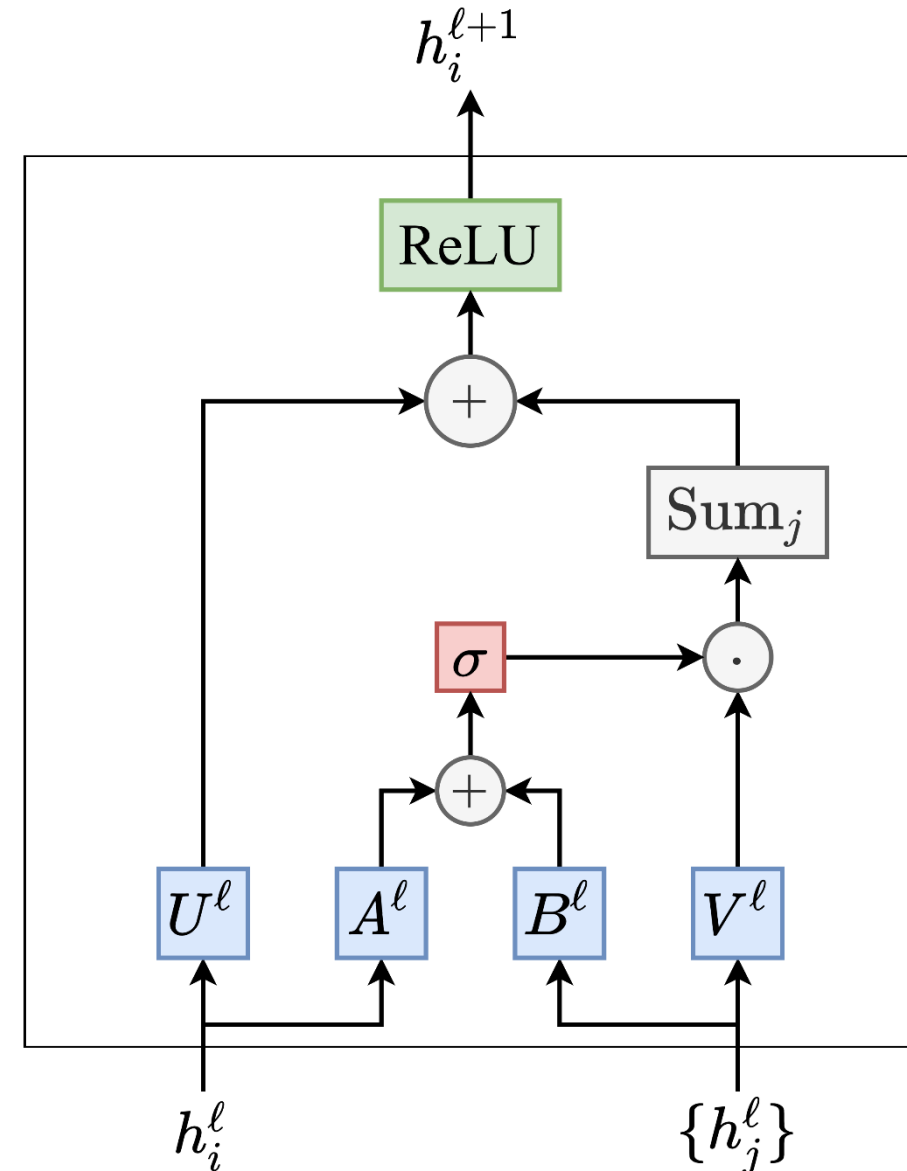 h_i^{ℓ+1}
ReLU
+
Sum_j
σ
·
+
U^ℓ A^ℓ B^ℓ V^ℓ
h_i^ℓ {h_j^ℓ}